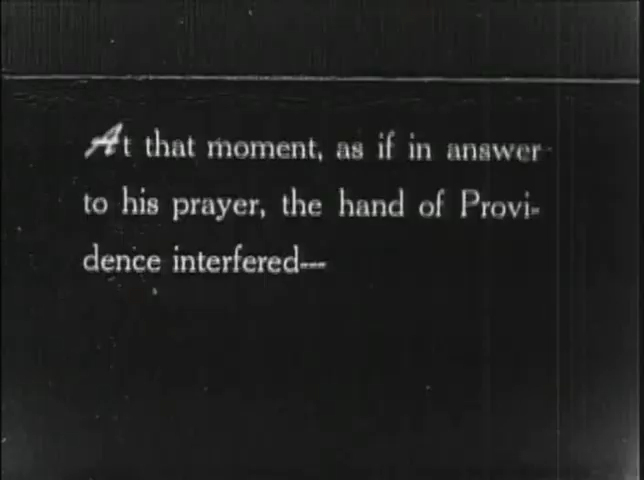 At that moment, as if in answer
to his prayer, the hand of Provi-
dence interfered---